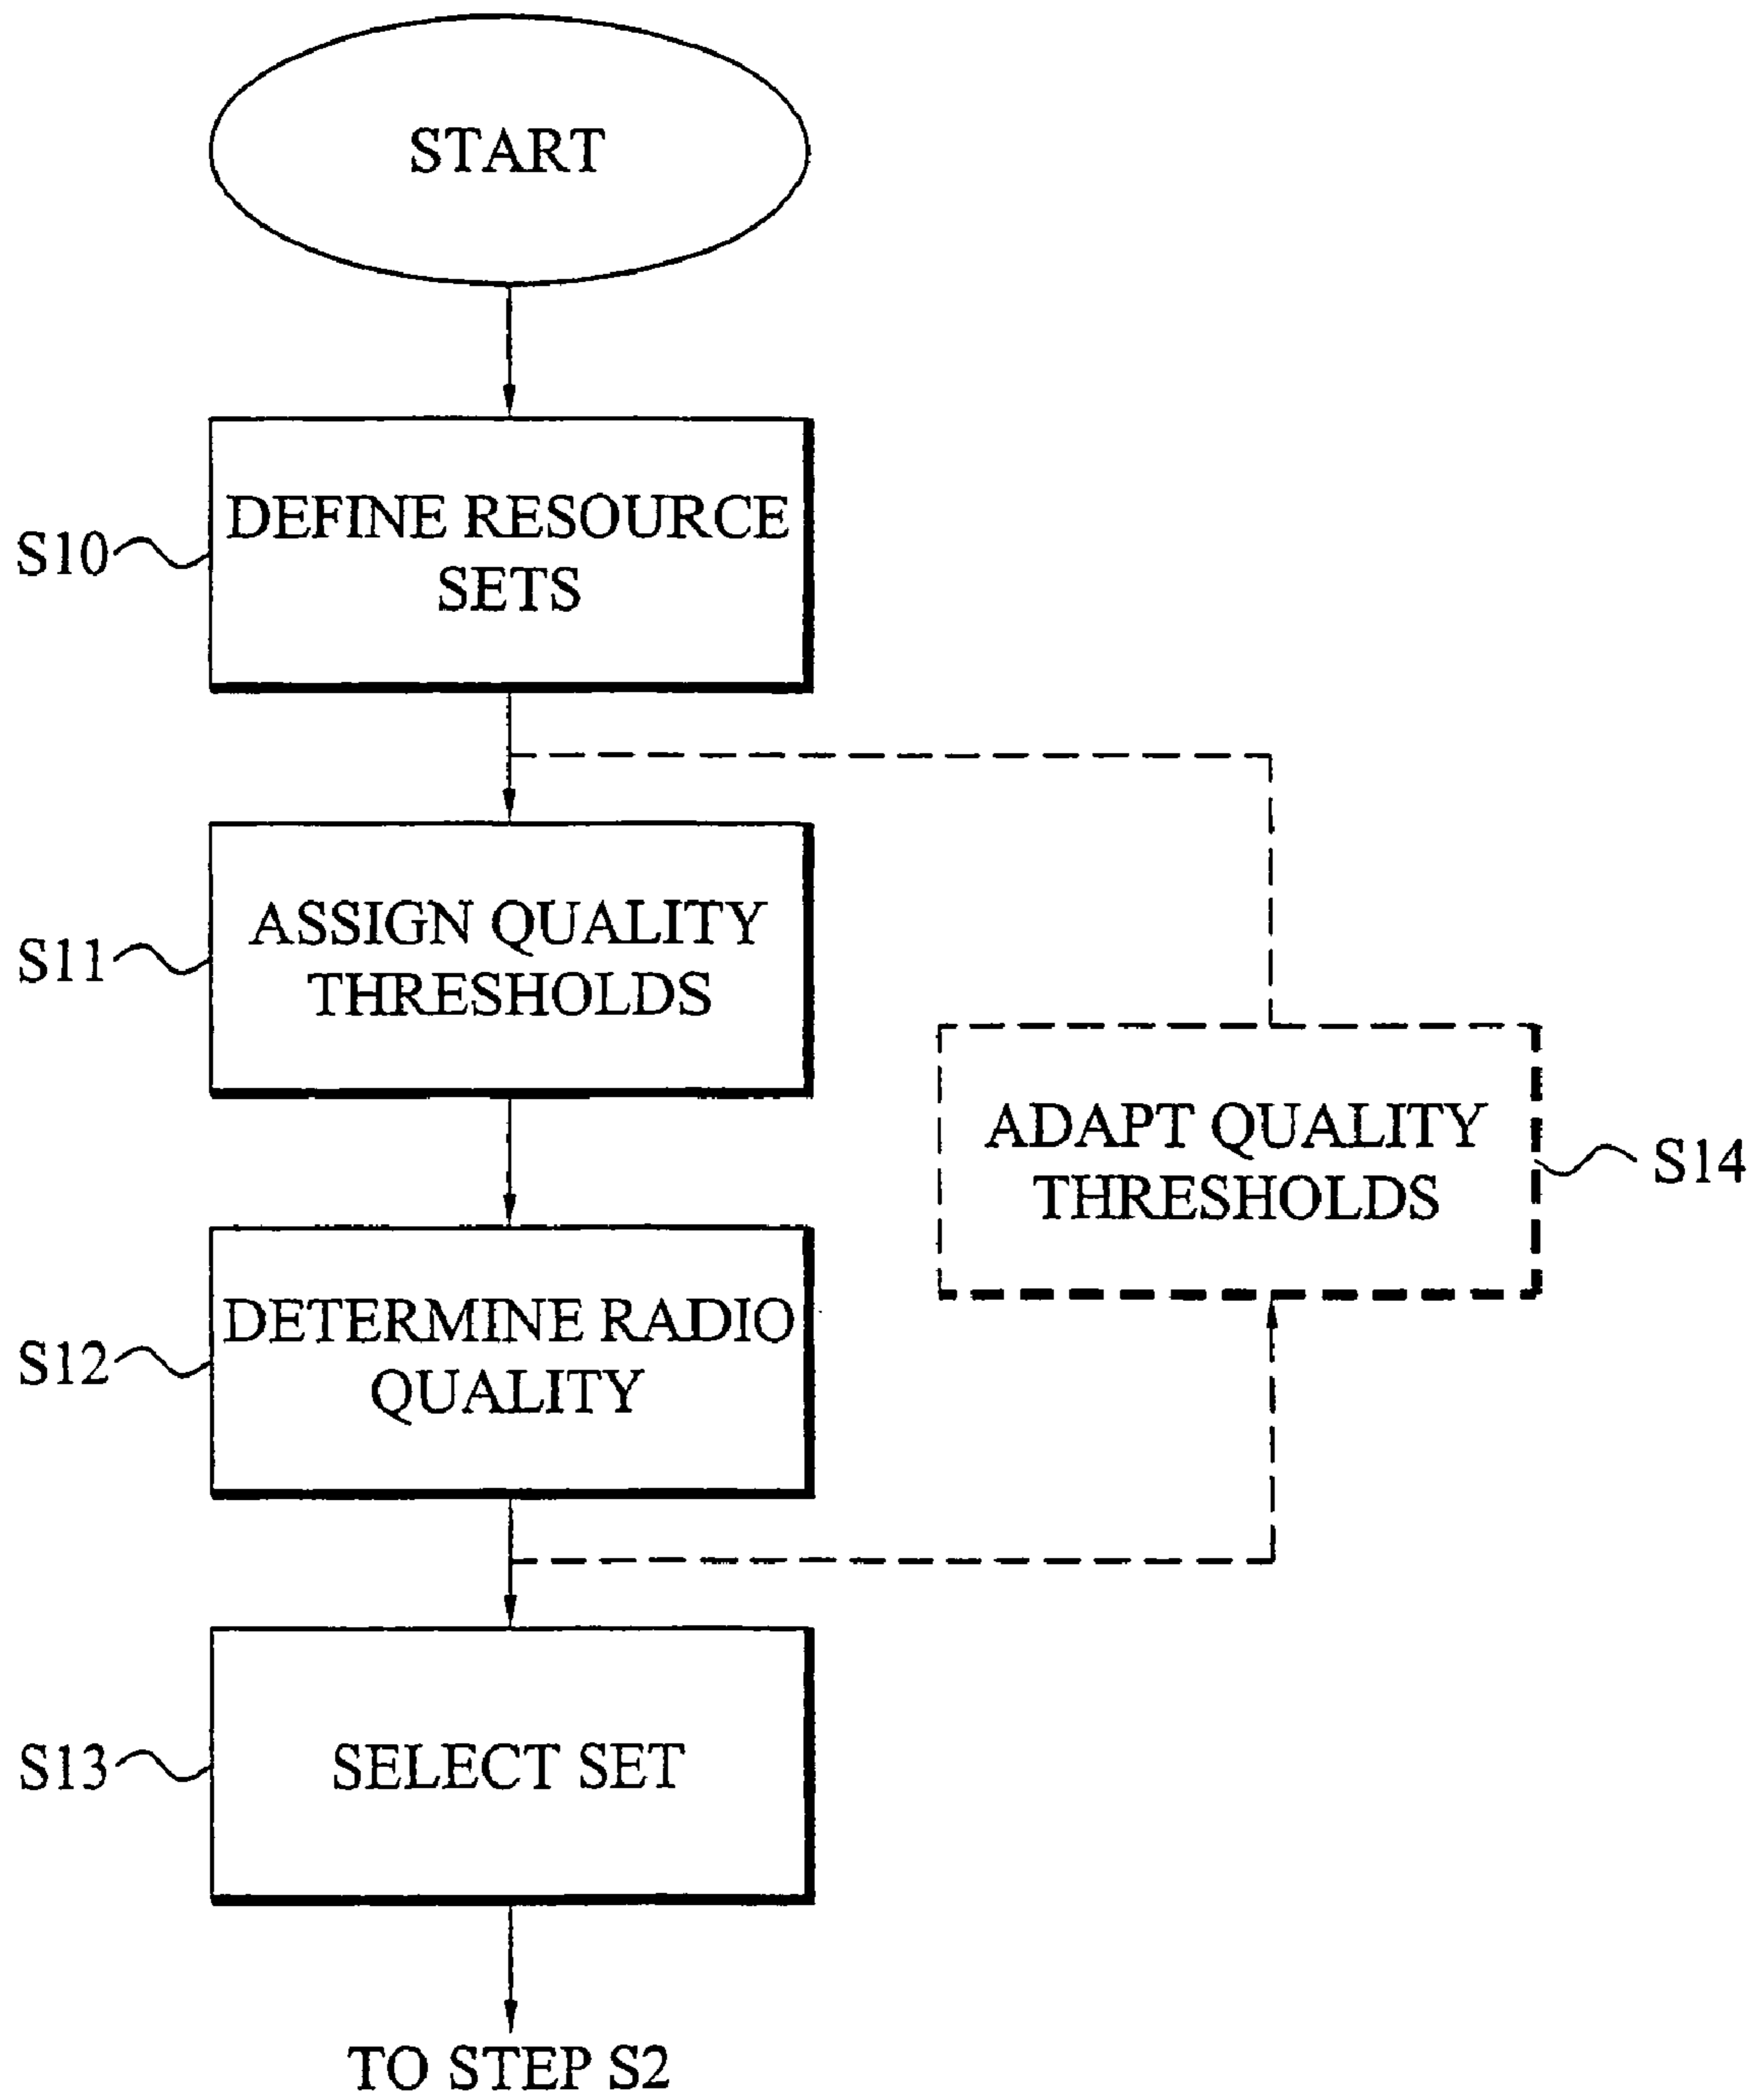 START
S10
DEFINE RESOURCE
SETS
S11
ASSIGN QUALITY
THRESHOLDS
ADAPT QUALITY
THRESHOLDS
S14
S12
DETERMINE RADIO
QUALITY
S13
SELECT SET
TO STEP S2